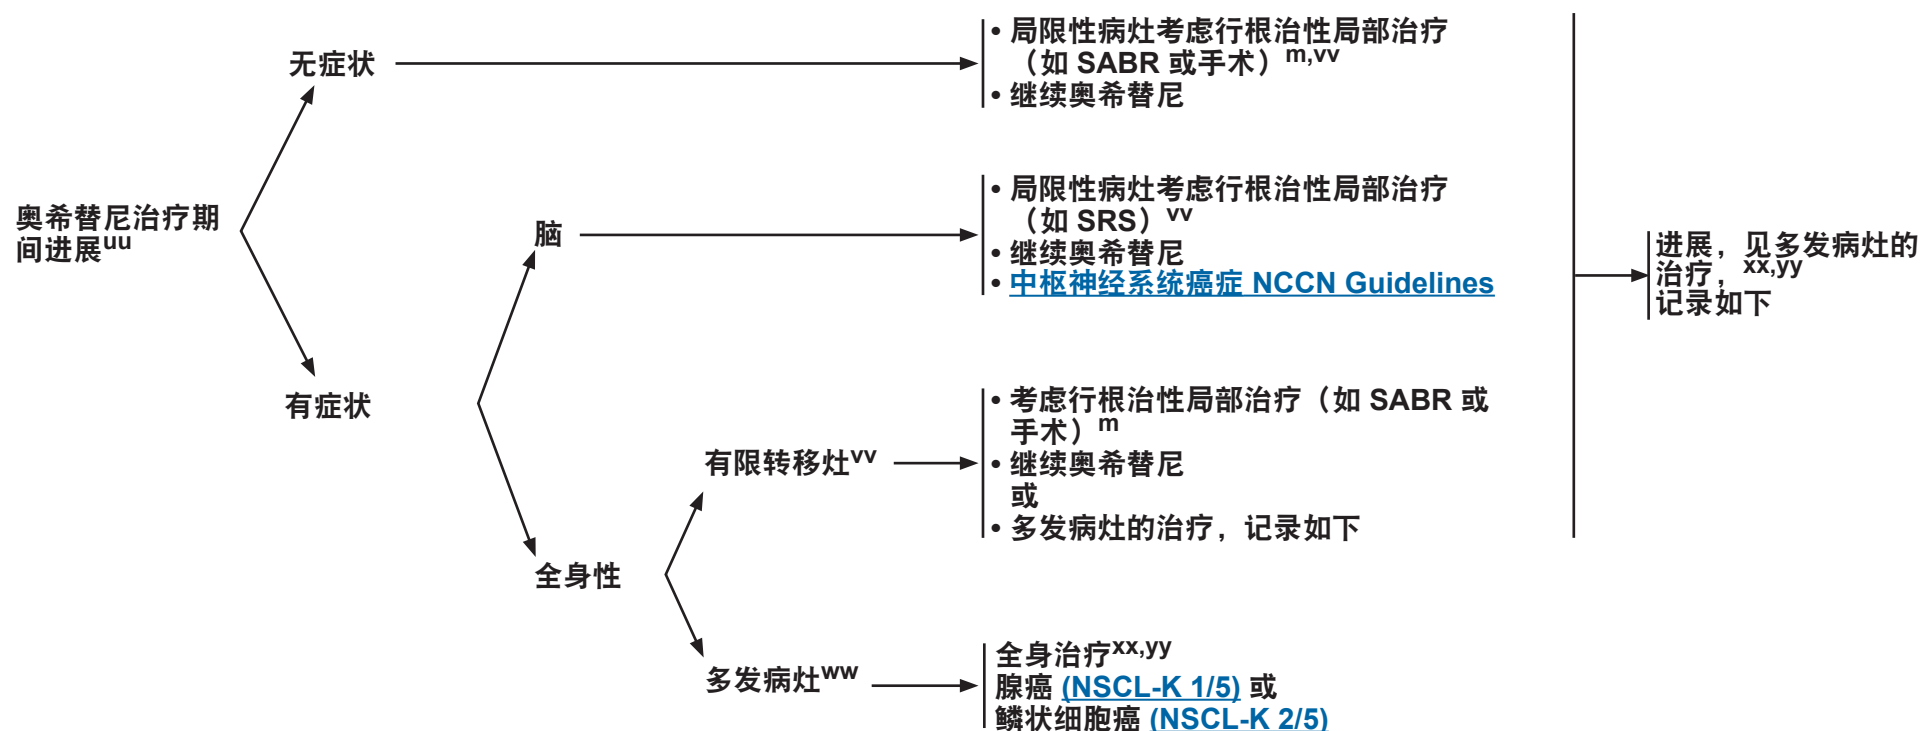 无症状
• 局限性病灶考虑行根治性局部治疗
（如 SABR 或手术）m,vv
• 继续奥希替尼
奥希替尼治疗期
间进展uu
脑
• 局限性病灶考虑行根治性局部治疗
（如 SRS）vv
• 继续奥希替尼
• 中枢神经系统癌症 NCCN Guidelines
进展，见多发病灶的
治疗，xx,yy
记录如下
有症状
• 考虑行根治性局部治疗（如 SABR 或
手术）m
• 继续奥希替尼
或
• 多发病灶的治疗，记录如下
有限转移灶vv
全身性
多发病灶ww
全身治疗xx,yy
腺癌 (NSCL-K 1/5) 或
鳞状细胞癌 (NSCL-K 2/5)